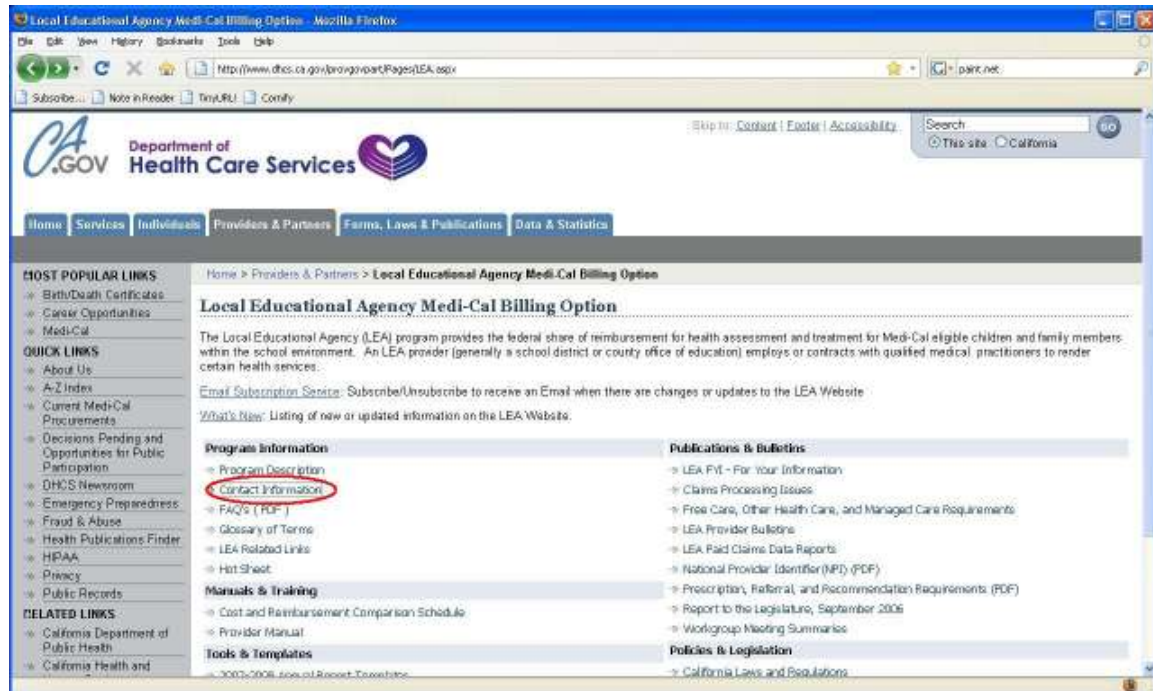 Local Educational Agency Medi-Cal Billing Option - Mozilla Firefox
File Edit View History Bookmarks Tools Help
http://www.dhcs.ca.gov/provgovpart/Pages/LEA.aspx
paint.net
Subscribe... Note in Reader TinyURL! Comify
CA.GOV
Department of
Health Care Services
Skip to: Content | Footer | Accessibility
Search
GO
This site California
Home Services Individuals Providers & Partners Forms, Laws & Publications Data & Statistics
Home > Providers & Partners > Local Educational Agency Medi-Cal Billing Option
MOST POPULAR LINKS
Birth/Death Certificates
Career Opportunities
Medi-Cal
QUICK LINKS
About Us
A-Z Index
Current Medi-Cal
Procurements
Decisions Pending and
Opportunities for Public
Participation
DHCS Newsroom
Emergency Preparedness
Fraud & Abuse
Health Publications Finder
HIPAA
Privacy
Public Records
RELATED LINKS
California Department of
Public Health
California Health and
Local Educational Agency Medi-Cal Billing Option
The Local Educational Agency (LEA) program provides the federal share of reimbursement for health assessment and treatment for Medi-Cal eligible children and family members
within the school environment. An LEA provider (generally a school district or county office of education) employs or contracts with qualified medical practitioners to render
certain health services.
Email Subscription Service: Subscribe/Unsubscribe to receive an Email when there are changes or updates to the LEA Website
What's New: Listing of new or updated information on the LEA Website.
Program Information
Program Description
Contact Information
FAQ's ( PDF )
Glossary of Terms
LEA Related Links
Hot Sheet
Manuals & Training
Cost and Reimbursement Comparison Schedule
Provider Manual
Tools & Templates
Annual Report Templates
Publications & Bulletins
LEA FYI - For Your Information
Claims Processing Issues
Free Care, Other Health Care, and Managed Care Requirements
LEA Provider Bulletins
LEA Paid Claims Data Reports
National Provider Identifier (NPI) (PDF)
Prescription, Referral, and Recommendation Requirements (PDF)
Report to the Legislature, September 2006
Workgroup Meeting Summaries
Policies & Legislation
California Laws and Regulations